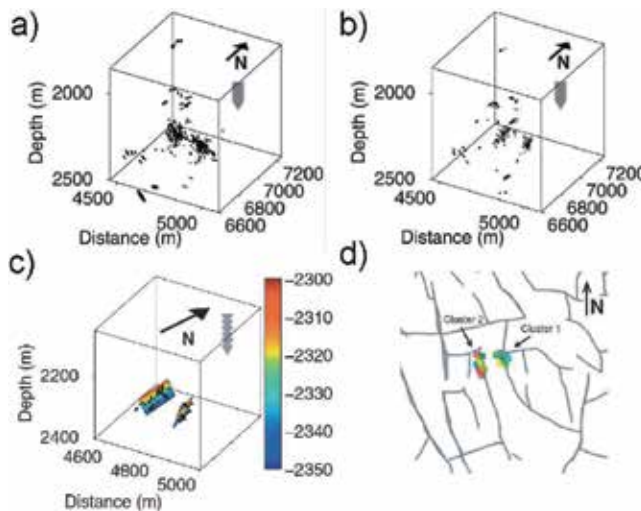 a)
N
2000
2500
Depth (m)
4500
5000
Distance (m)
6600
6800
7000
7200
b)
N
2000
2500
Depth (m)
4500
5000
Distance (m)
6600
6800
7000
7200
c)
N
2200
2400
Depth (m)
4600
4800
5000
Distance (m)
−2300
−2310
−2320
−2330
−2340
−2350
d)
N
Cluster 2
Cluster 1